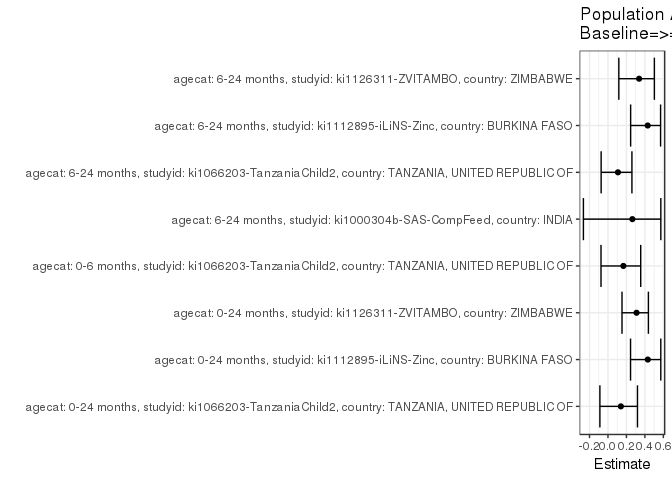 Population
Baseline=>=
agecat: 6-24 months, studyid: ki1126311-ZVITAMBO, country: ZIMBABWE
agecat: 6-24 months, studyid: ki1112895-iLiNS-Zinc, country: BURKINA FASO
agecat: 6-24 months, studyid: ki1066203-TanzaniaChild2, country: TANZANIA, UNITED REPUBLIC OF
agecat: 6-24 months, studyid: ki1000304b-SAS-CompFeed, country: INDIA
agecat: 0-6 months, studyid: ki1066203-TanzaniaChild2, country: TANZANIA, UNITED REPUBLIC OF
agecat: 0-24 months, studyid: ki1126311-ZVITAMBO, country: ZIMBABWE
agecat: 0-24 months, studyid: ki1112895-iLiNS-Zinc, country: BURKINA FASO
agecat: 0-24 months, studyid: ki1066203-TanzaniaChild2, country: TANZANIA, UNITED REPUBLIC OF
-0.2 0.0 0.2 0.4 0.6
Estimate